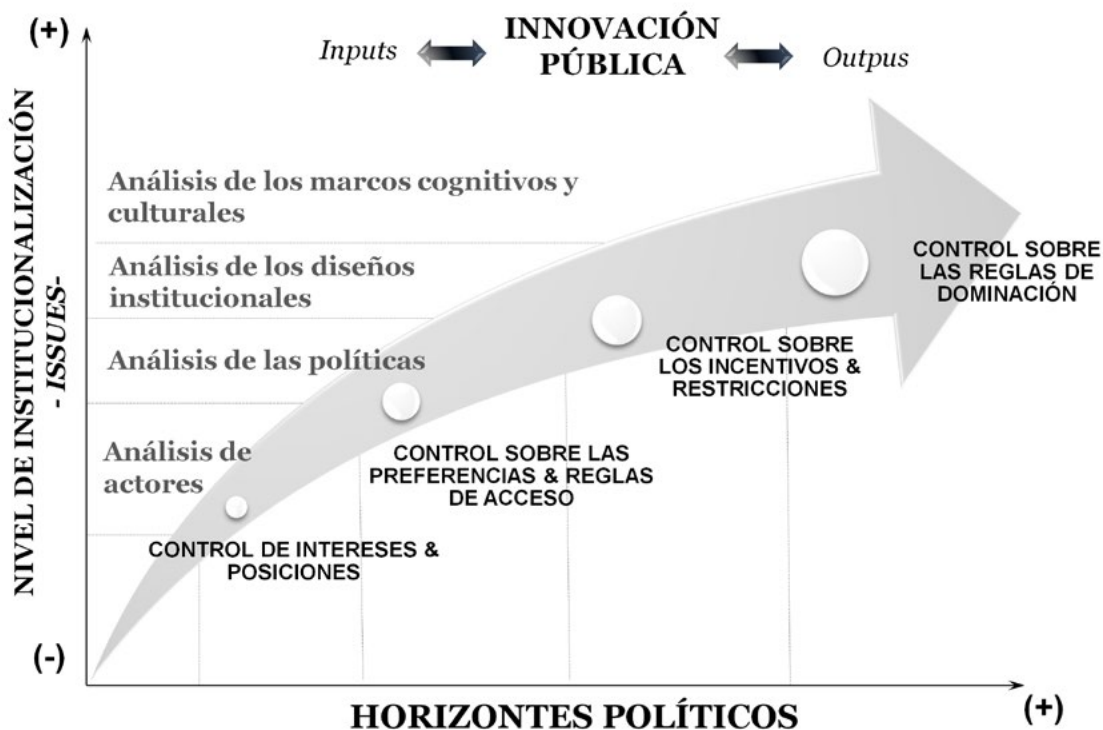 (+)
INNOVACIÓN
PÚBLICA
Inputs
Outpus
NIVEL DE INSTITUCIONALIZACIÓN
- ISSUES-
Análisis de los marcos cognitivos y
culturales
Análisis de los diseños
institucionales
Análisis de las políticas
Análisis de
actores
CONTROL SOBRE
LAS REGLAS DE
DOMINACIÓN
CONTROL SOBRE
LOS INCENTIVOS &
RESTRICCIONES
CONTROL SOBRE LAS
PREFERENCIAS & REGLAS
DE ACCESO
CONTROL DE INTERESES &
POSICIONES
(-)
HORIZONTES POLÍTICOS
(+)